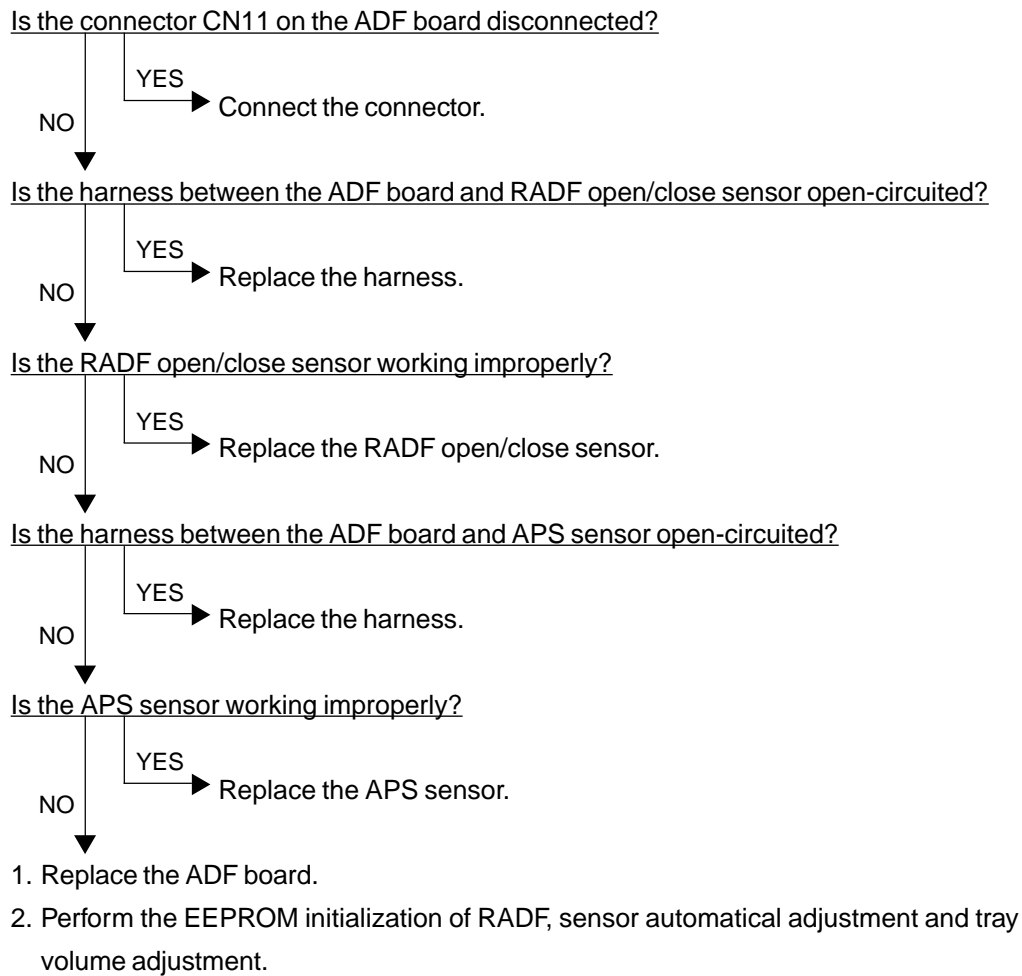 Is the connector CN11 on the ADF board disconnected?
YES
Connect the connector.
NO
Is the harness between the ADF board and RADF open/close sensor open-circuited?
YES
Replace the harness.
NO
Is the RADF open/close sensor working improperly?
YES
Replace the RADF open/close sensor.
NO
Is the harness between the ADF board and APS sensor open-circuited?
YES
Replace the harness.
NO
Is the APS sensor working improperly?
YES
Replace the APS sensor.
NO
1. Replace the ADF board.
2. Perform the EEPROM initialization of RADF, sensor automatical adjustment and tray
volume adjustment.